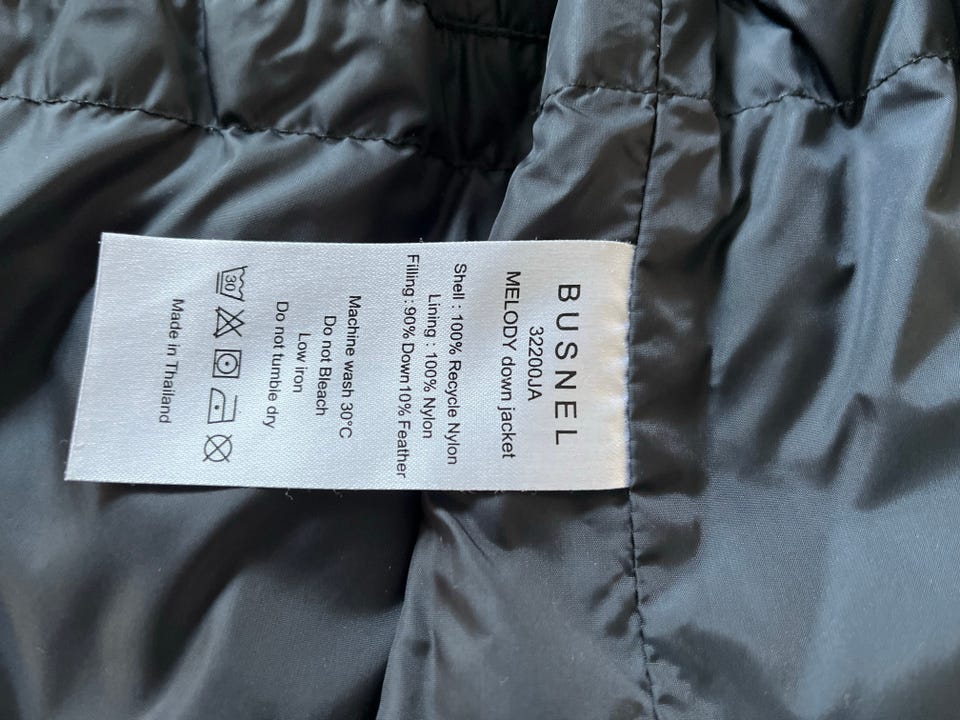 BUSNEL
32200JA
MELODY down jacket
Shell : 100% Recycle Nylon
Lining : 100% Nylon
Filling : 90% Down10% Feather
Machine wash 30°C
Do not Bleach
Low iron
Do not tumble dry
30
Made in Thailand